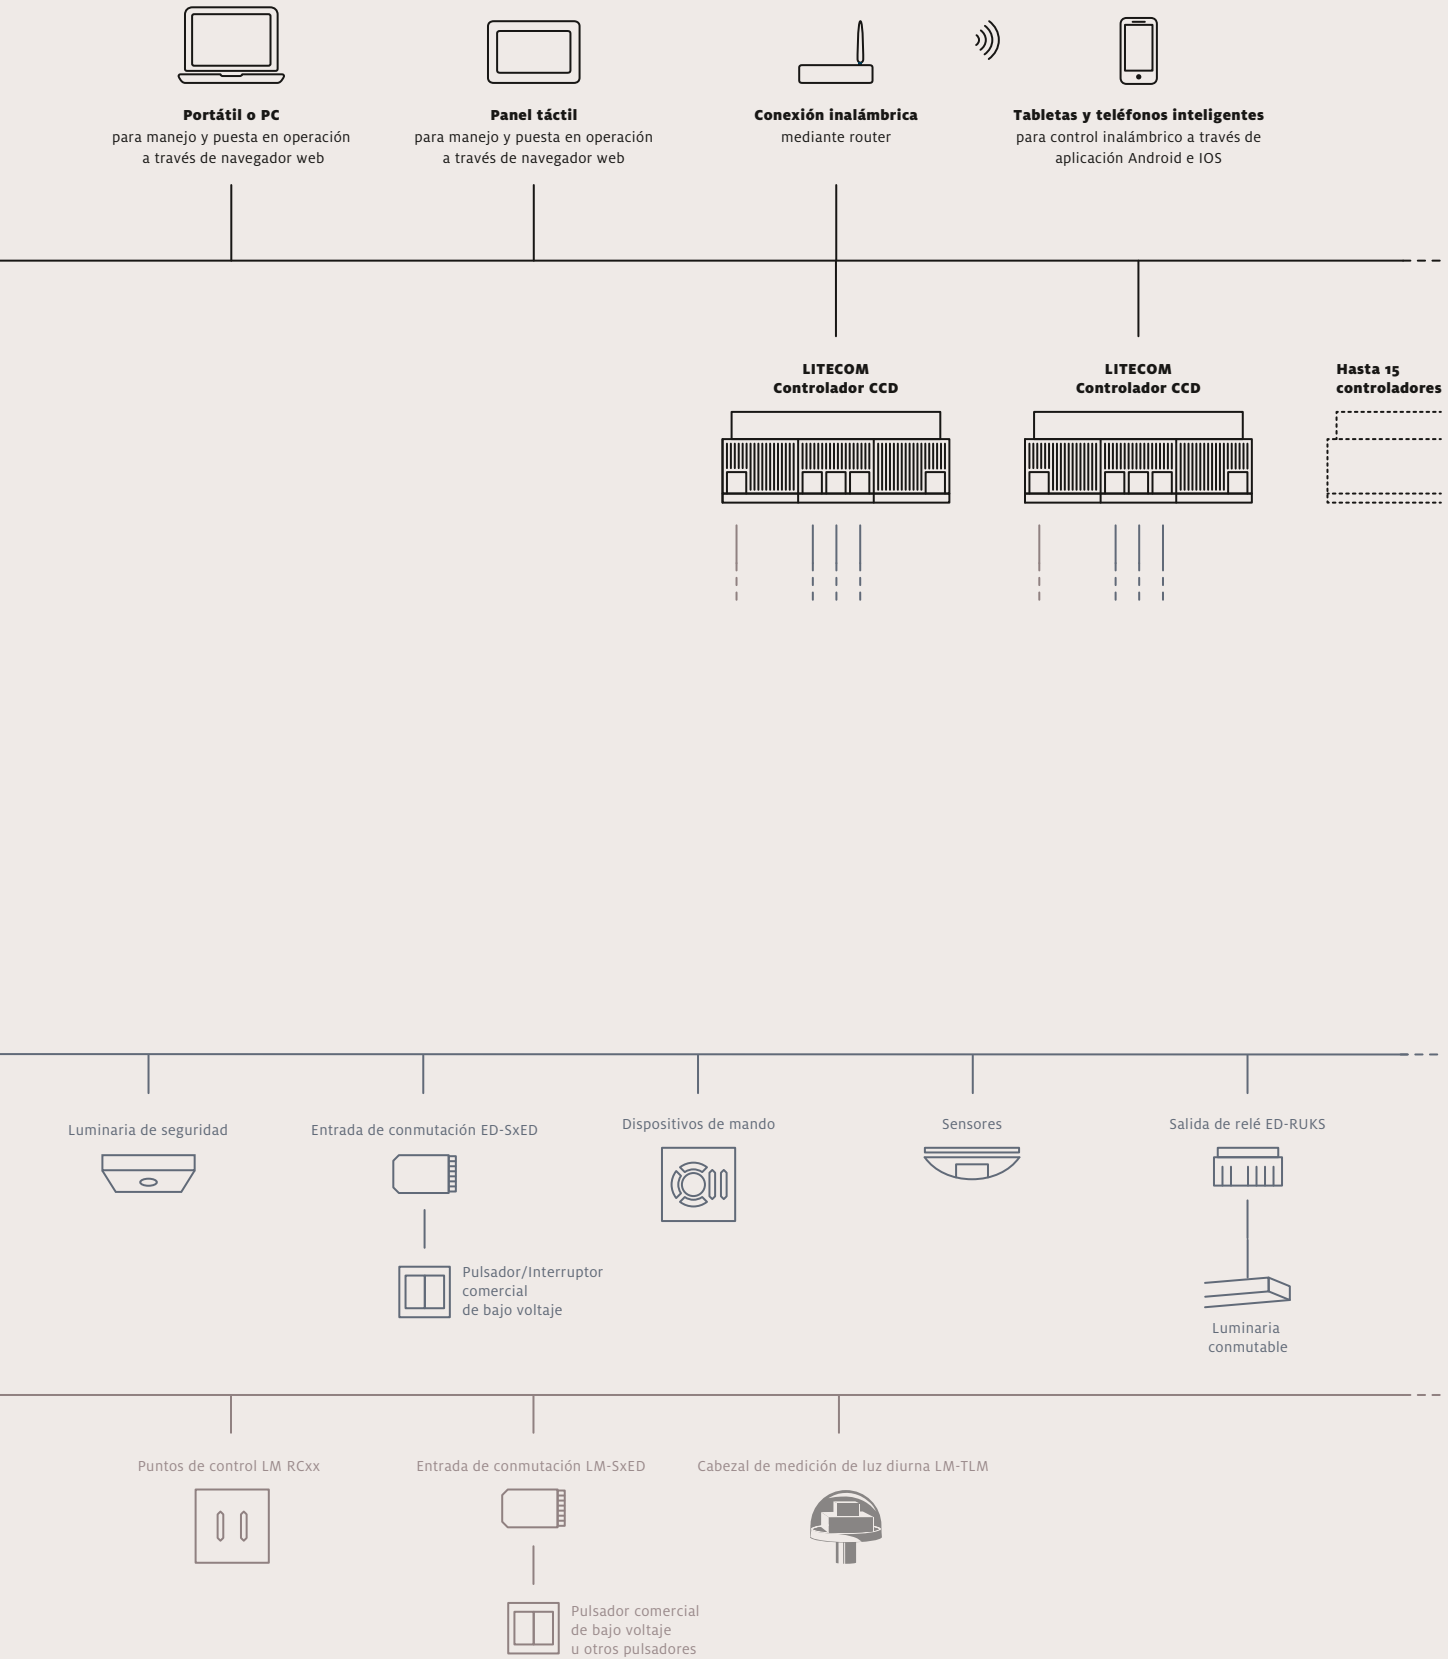 Portátil o PC
para manejo y puesta en operación
a través de navegador web
Panel táctil
para manejo y puesta en operación
a través de navegador web
Conexión inalámbrica
mediante router
Tabletas y teléfonos inteligentes
para control inalámbrico a través de
aplicación Android e IOS
LITECOM
Controlador CCD
LITECOM
Controlador CCD
Hasta 15
controladores
Luminaria de seguridad
Entrada de conmutación ED-SxED
Pulsador/Interruptor
comercial
de bajo voltaje
Dispositivos de mando
Sensores
Salida de relé ED-RUKS
Luminaria
conmutable
Puntos de control LM RCxx
Entrada de conmutación LM-SxED
Pulsador comercial
de bajo voltaje
u otros pulsadores
Cabezal de medición de luz diurna LM-TLM